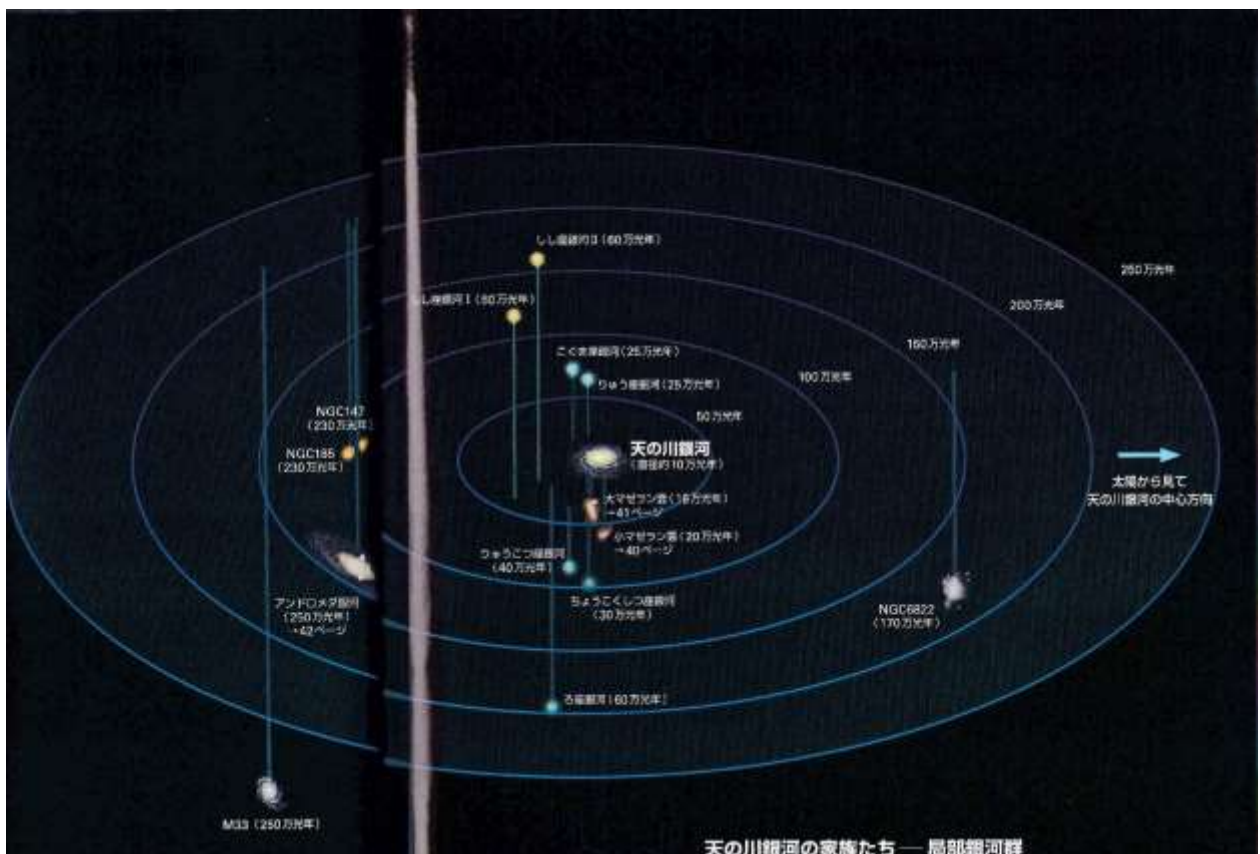 しし座銀河II（60万光年）
250万光年
200万光年
しし座銀河I（60万光年）
150万光年
こぐま座銀河（25万光年）
りゅう座銀河（25万光年）
100万光年
50万光年
NGC147
（230万光年）
NGC185
（230万光年）
天の川銀河
（直径約10万光年）
太陽から見て
天の川銀河の中心方向
大マゼラン雲（16万光年）
→41ページ
小マゼラン雲（20万光年）
→40ページ
りゅうこつ座銀河
（40万光年）
ちょうこくしつ座銀河
（30万光年）
アンドロメダ銀河
（250万光年）
→42ページ
NGC6822
（170万光年）
ろ座銀河（60万光年）
M33（250万光年）
天の川銀河の家族たち―局部銀河群